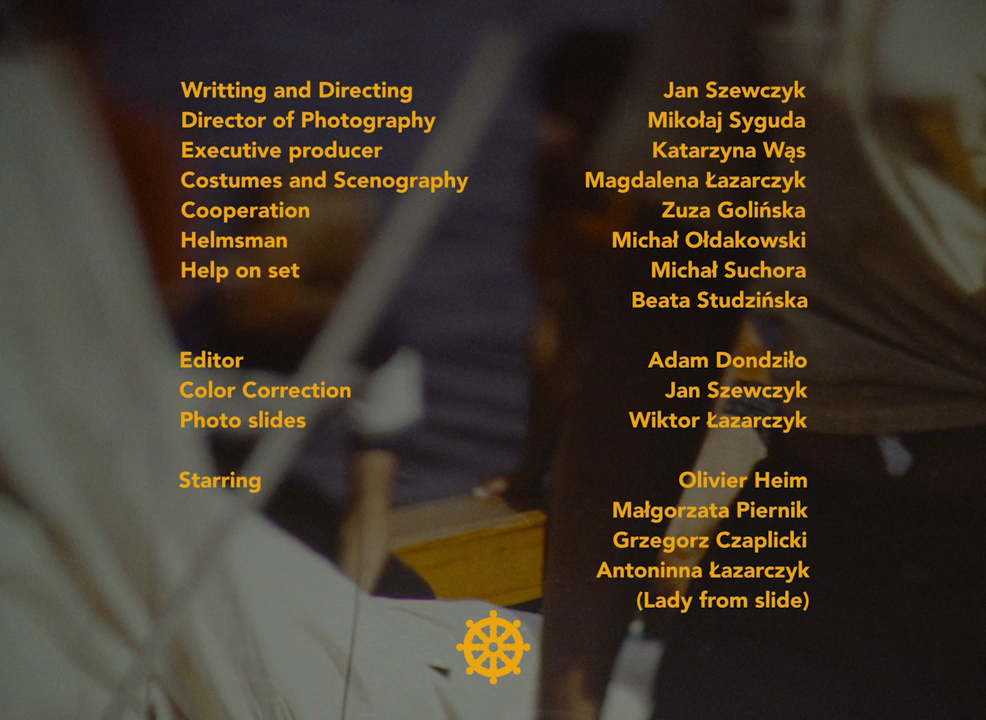 Writting and Directing Jan Szewczyk
Director of Photography Mikołaj Syguda
Executive producer Katarzyna Wąs
Costumes and Scenography Magdalena Łazarczyk
Cooperation Zuza Golińska
Helmsman Michał Ołdakowski
Help on set Michał Suchora
Beata Studzińska
Editor Adam Dondziło
Color Correction Jan Szewczyk
Photo slides Wiktor Łazarczyk
Starring Olivier Heim
Małgorzata Piernik
Grzegorz Czaplicki
Antoninna Łazarczyk
(Lady from slide)